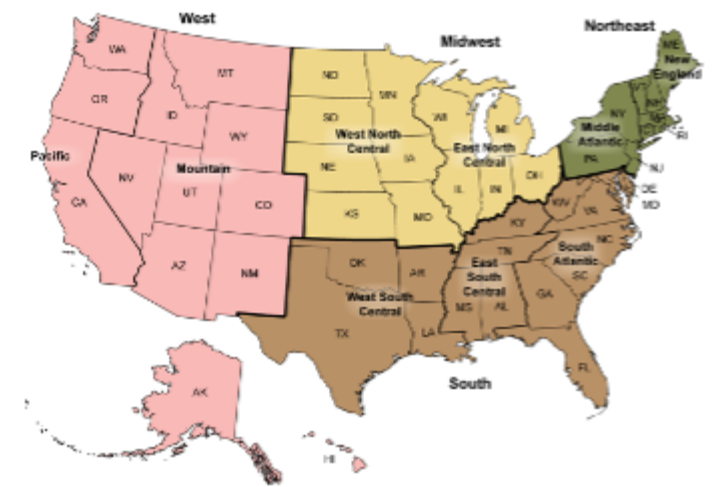 West
Midwest
Northeast
WA
MT
ND
MN
ME
New
England
OR
ID
SD
WI
MI
VT
NH
NY
MA
RI
Middle
Atlantic
WY
West North
Central
East North
Central
PA
Pacific
Mountain
NE
IA
NJ
NV
UT
IL
IN
OH
DE
MD
CA
CO
KS
MO
WV
VA
KY
AZ
NM
OK
AR
TN
NC
South
Atlantic
SC
East
South
Central
West South
Central
MS
AL
GA
TX
LA
FL
South
AK
HI